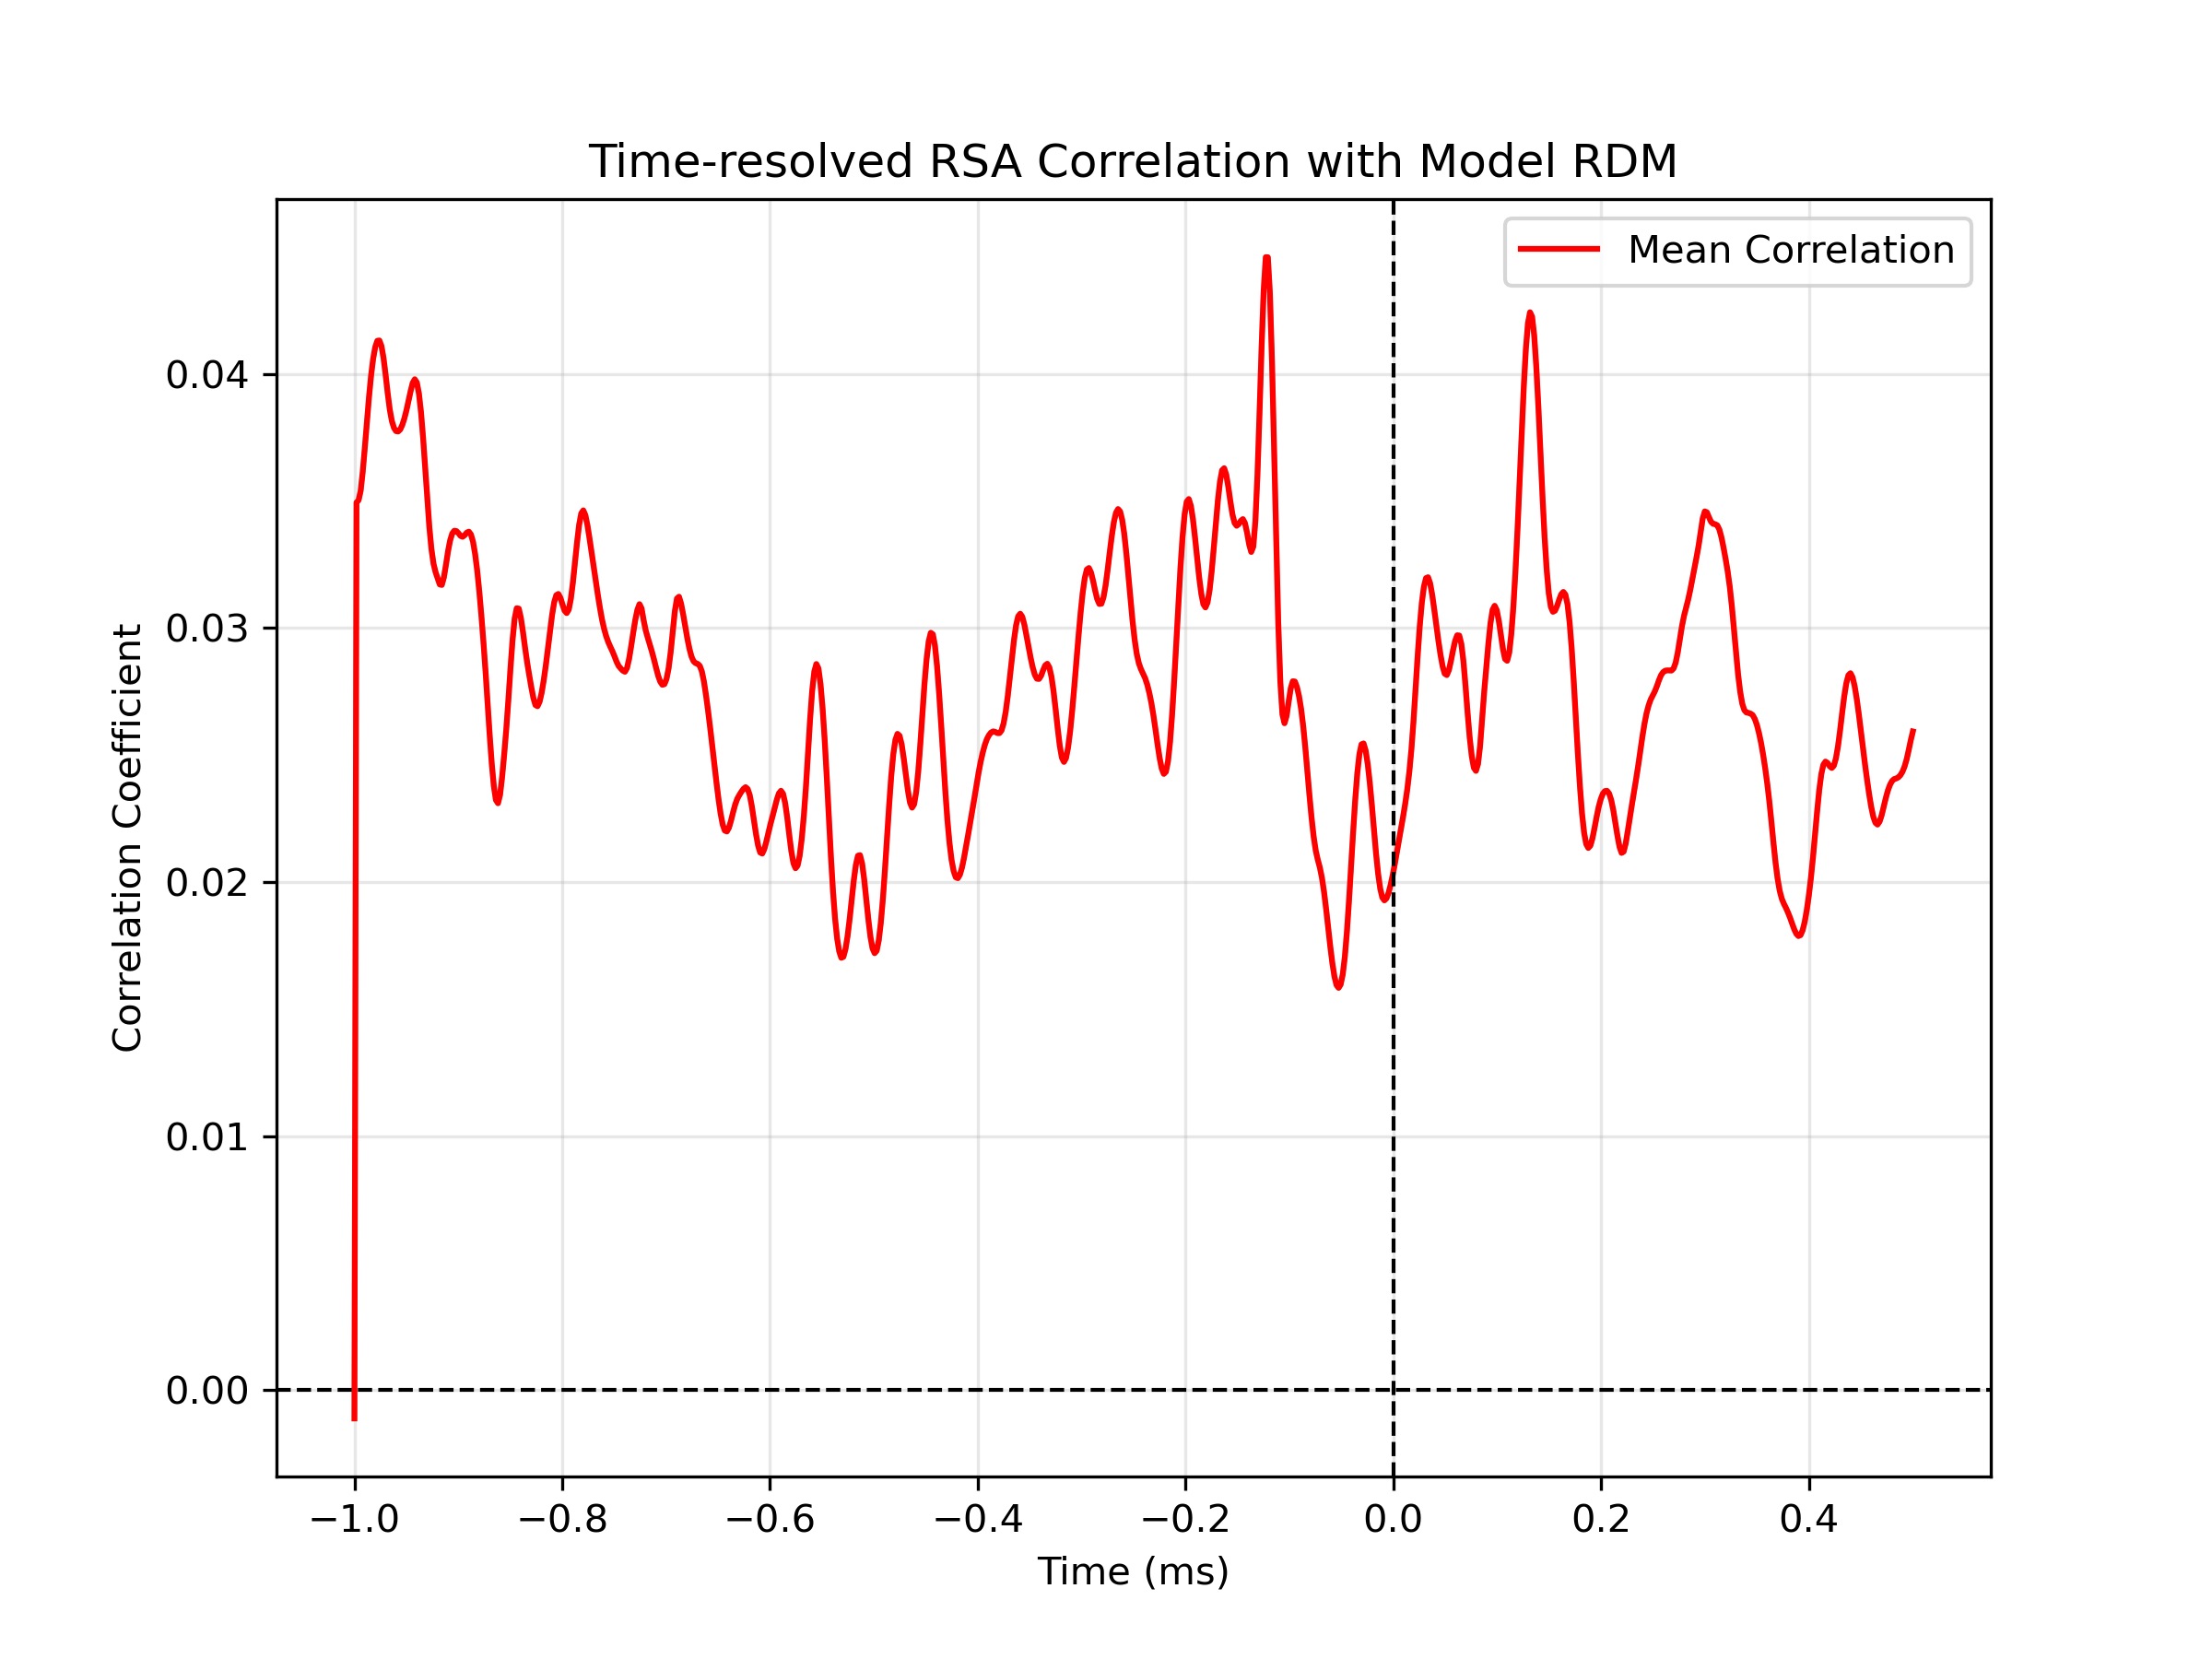 Time-resolved RSA Correlation with Model RDM
Mean Correlation
Correlation Coefficient
0.04
0.03
0.02
0.01
0.00
−1.0 −0.8 −0.6 −0.4 −0.2 0.0 0.2 0.4
Time (ms)